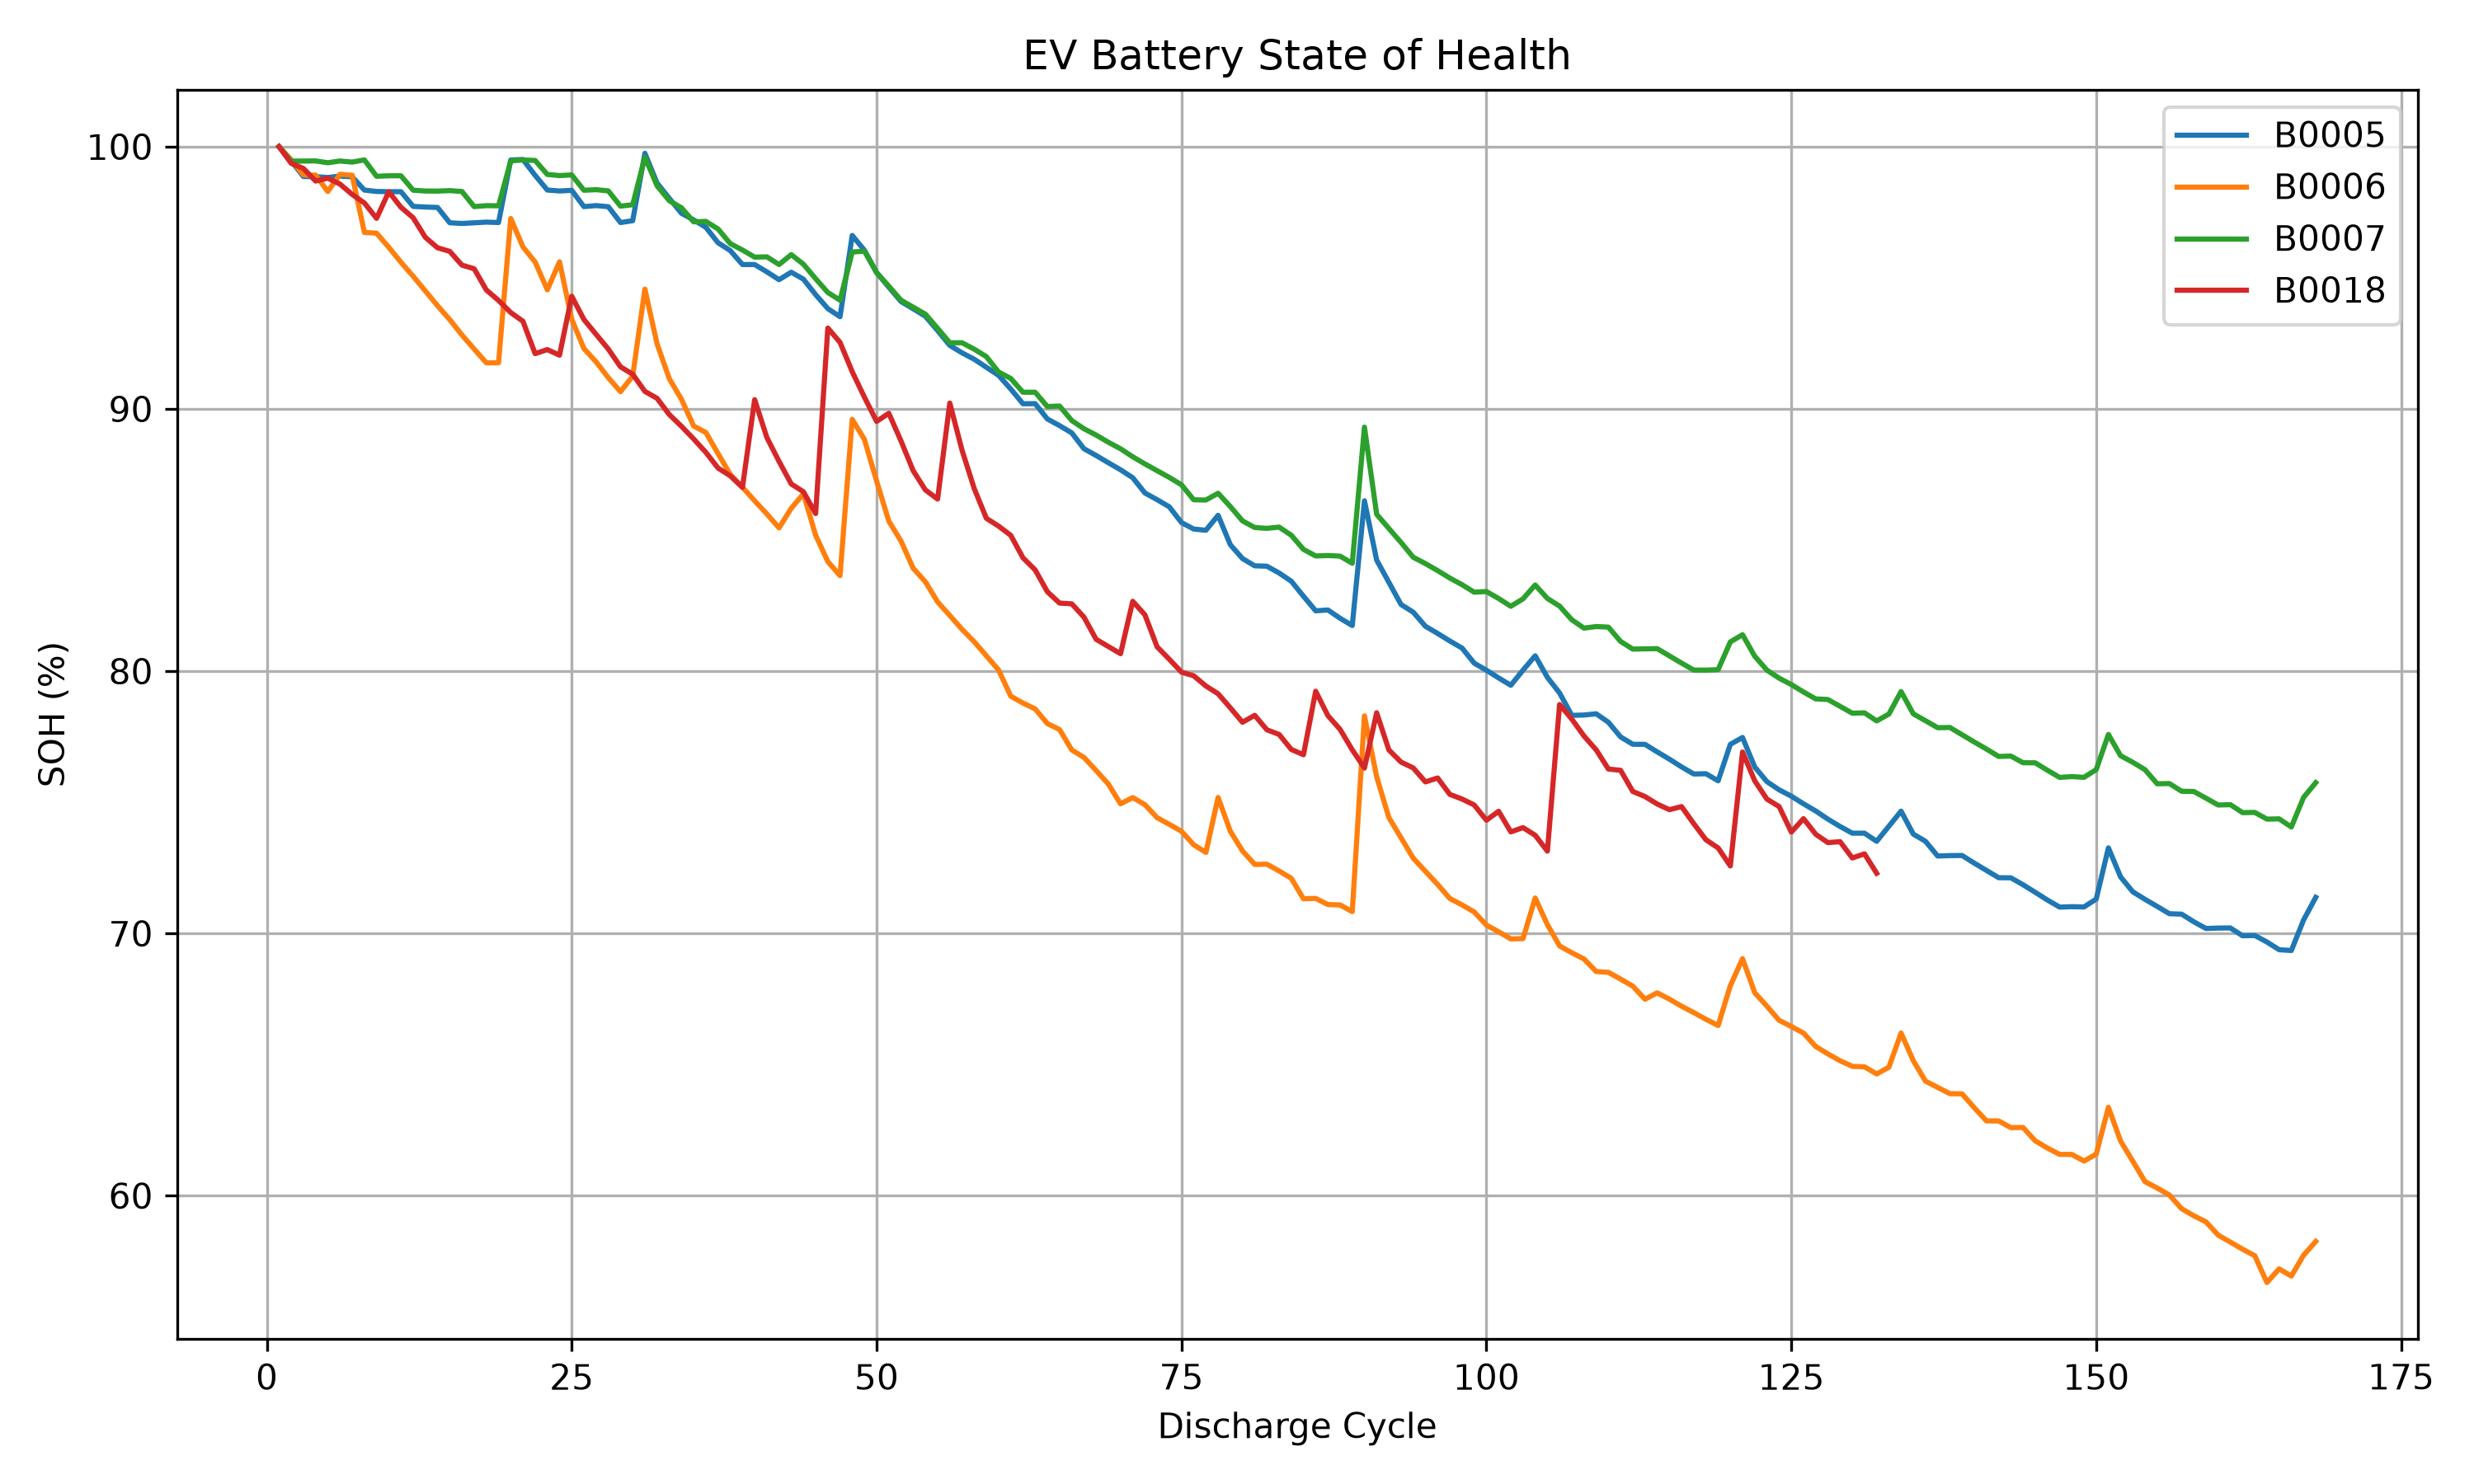 EV Battery State of Health
SOH (%)
100
90
80
70
60
B0005
B0006
B0007
B0018
0 25 50 75 100 125 150 175
Discharge Cycle